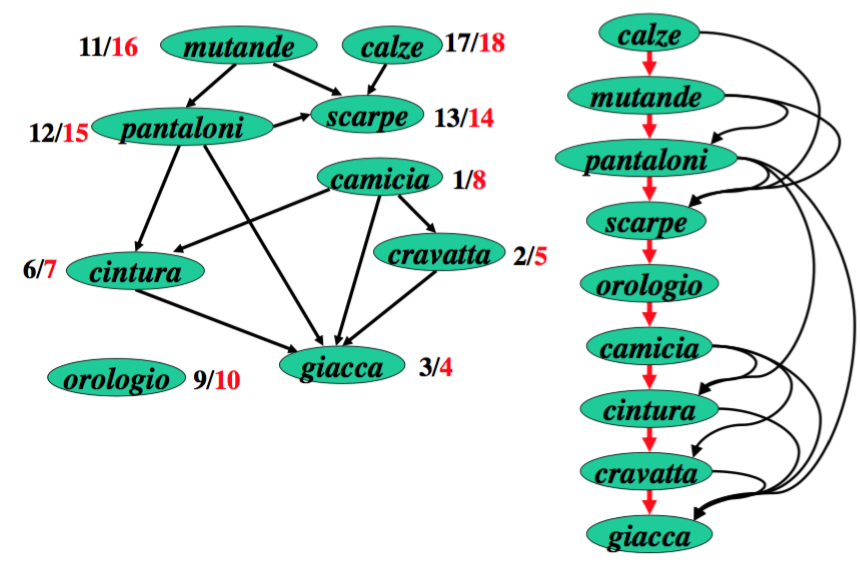 11/16 mutande
calze 17/18
12/15 pantaloni
scarpe 13/14
camicia 1/8
6/7 cintura
cravatta 2/5
orologio 9/10
giacca 3/4
calze
mutande
pantaloni
scarpe
orologio
camicia
cintura
cravatta
giacca